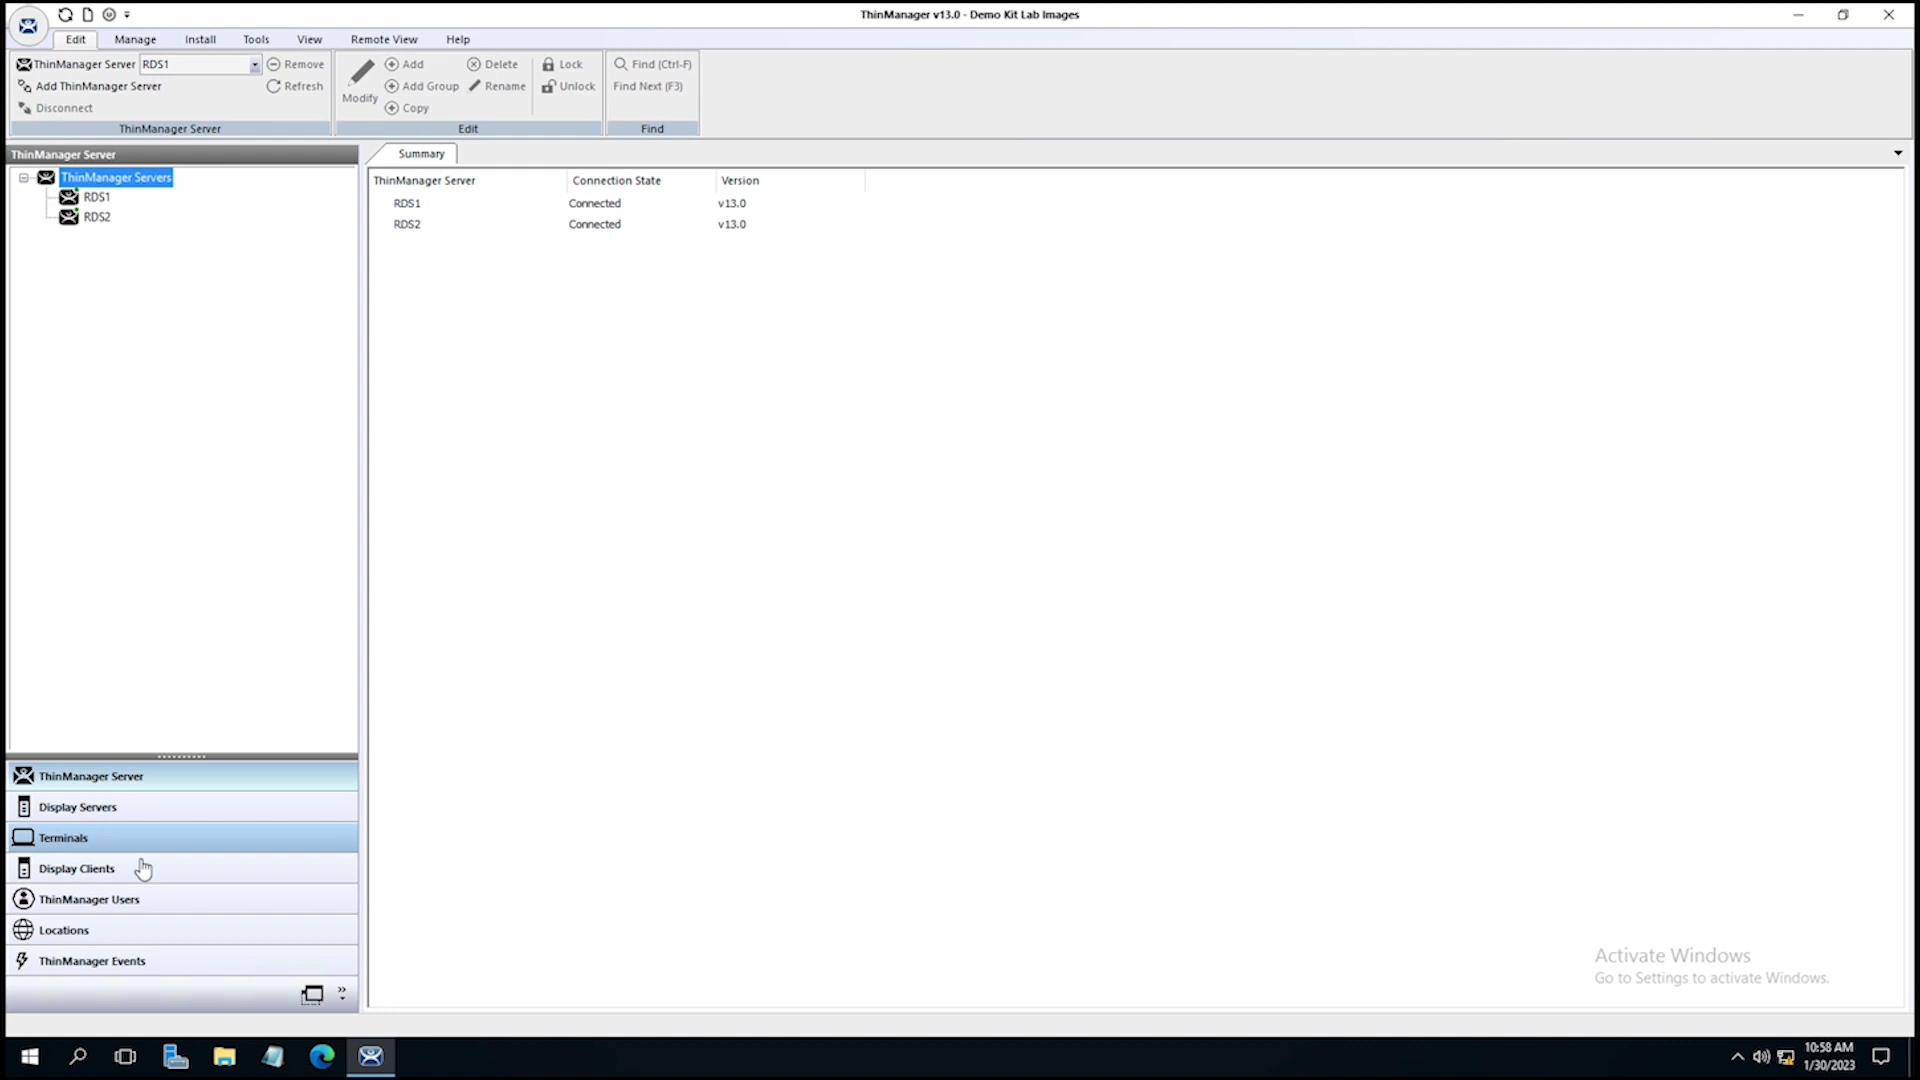 ThinManager v13.0 - Demo Kit Lab Images
Edit Manage Install Tools View Remote View Help
ThinManager Server RDS1 Remove
Add ThinManager Server Refresh
Disconnect
ThinManager Server
Modify
Add Delete Lock
Add Group Rename Unlock
Copy
Edit
Find (Ctrl-F)
Find Next (F3)
Find
ThinManager Server
ThinManager Servers
RDS1
RDS2
Summary
ThinManager Server Connection State Version
RDS1 Connected v13.0
RDS2 Connected v13.0
ThinManager Server
Display Servers
Terminals
Display Clients
ThinManager Users
Locations
ThinManager Events
Activate Windows
Go to Settings to activate Windows.
10:58 AM
1/30/2023